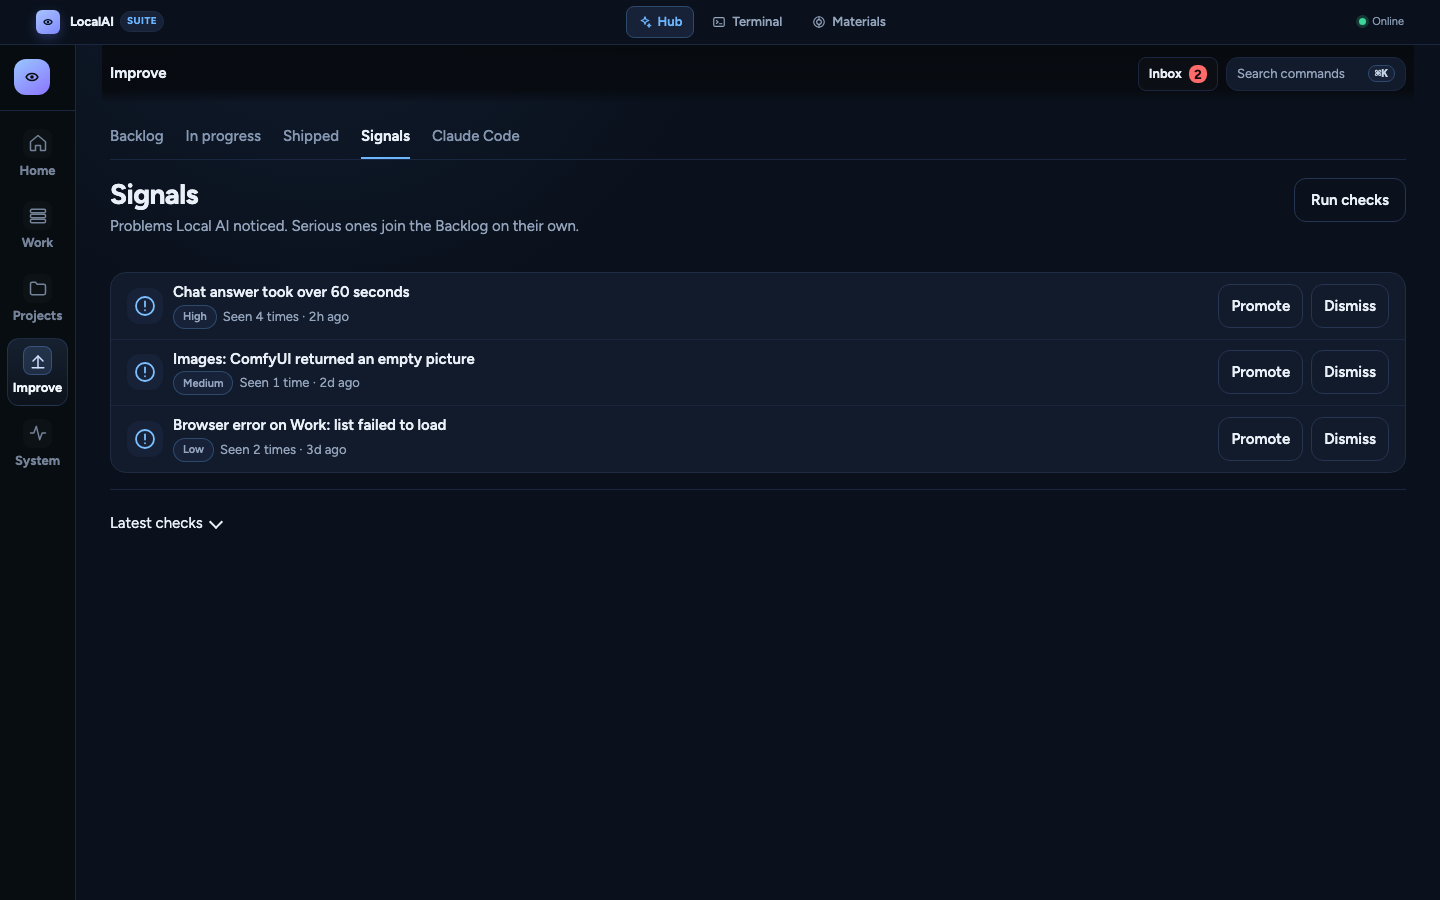 LocalAI SUITE
Hub Terminal Materials
Online
Improve
Inbox 2
Search commands ⌘K
Home
Work
Projects
Improve
System
Backlog In progress Shipped Signals Claude Code
Signals
Problems Local AI noticed. Serious ones join the Backlog on their own.
Run checks
Chat answer took over 60 seconds
High Seen 4 times · 2h ago
Promote Dismiss
Images: ComfyUI returned an empty picture
Medium Seen 1 time · 2d ago
Promote Dismiss
Browser error on Work: list failed to load
Low Seen 2 times · 3d ago
Promote Dismiss
Latest checks